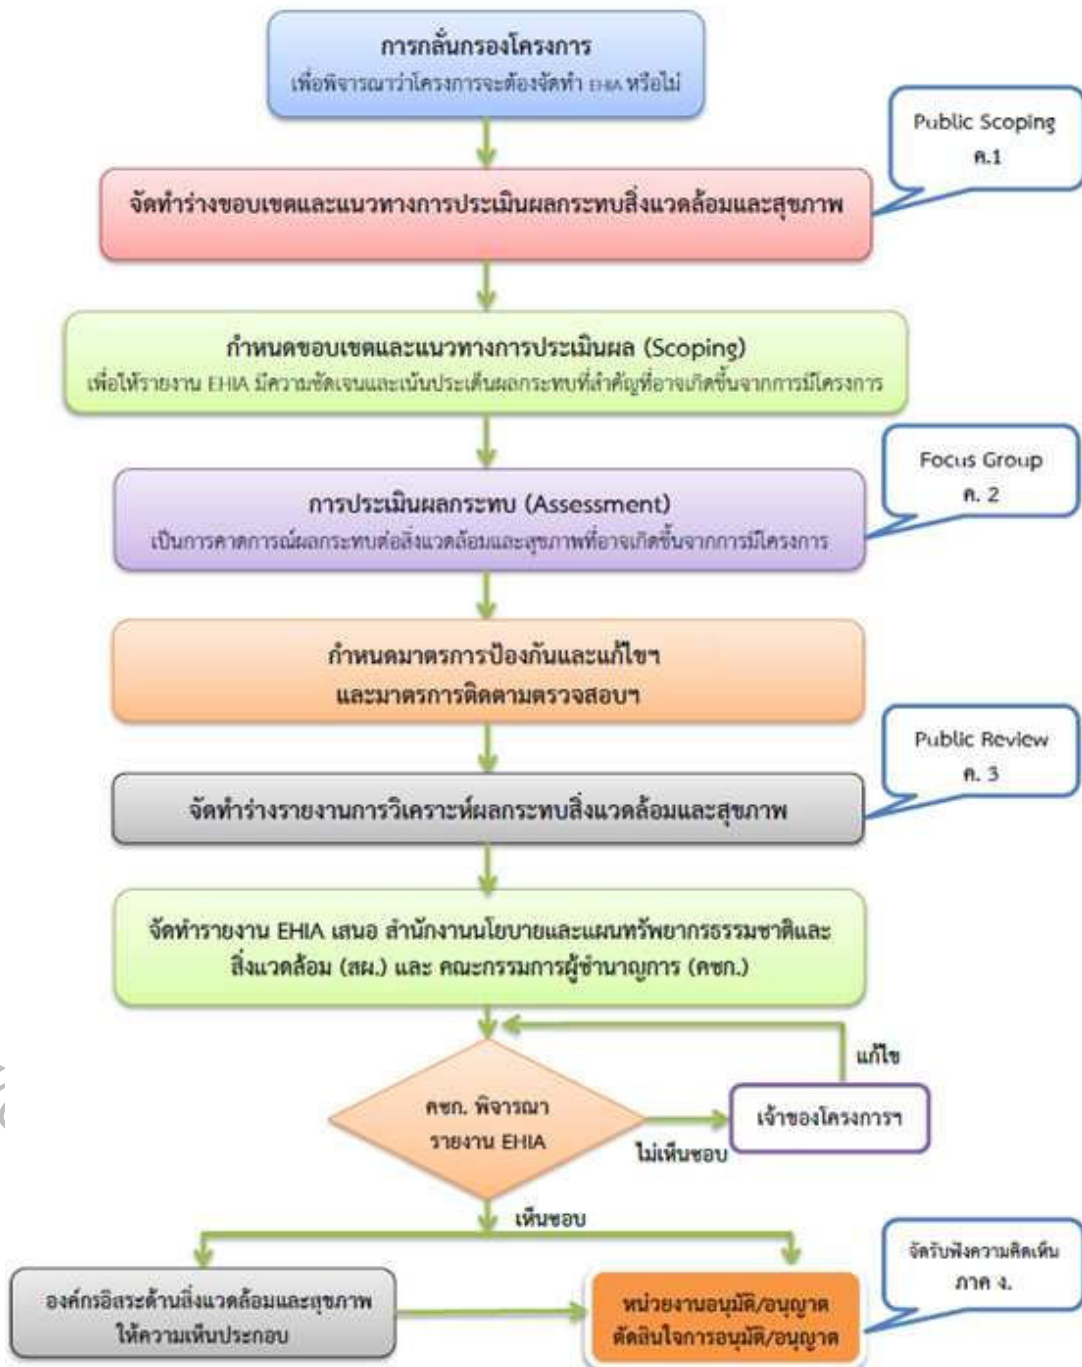 การกลั่นกรองโครงการ
เพื่อพิจารณาว่าโครงการจะต้องจัดทำ EHIA หรือไม่
Public Scoping
ค.1
จัดทำร่างขอบเขตและแนวทางการประเมินผลกระทบสิ่งแวดล้อมและสุขภาพ
กำหนดขอบเขตและแนวทางการประเมินผล (Scoping)
เพื่อให้รายงาน EHIA มีความชัดเจนและเน้นประเด็นผลกระทบที่สำคัญที่อาจเกิดขึ้นจากการมีโครงการ
Focus Group
ค. 2
การประเมินผลกระทบ (Assessment)
เป็นการคาดการณ์ผลกระทบต่อสิ่งแวดล้อมและสุขภาพที่อาจเกิดขึ้นจากการมีโครงการ
กำหนดมาตรการป้องกันและแก้ไขฯ
และมาตรการติดตามตรวจสอบฯ
Public Review
ค. 3
จัดทำร่างรายงานการวิเคราะห์ผลกระทบสิ่งแวดล้อมและสุขภาพ
จัดทำรายงาน EHIA เสนอ สำนักงานนโยบายและแผนทรัพยากรธรรมชาติและ
สิ่งแวดล้อม (สผ.) และ คณะกรรมการผู้ชำนาญการ (คชก.)
แก้ไข
คชก. พิจารณา
รายงาน EHIA
เจ้าของโครงการฯ
ไม่เห็นชอบ
เห็นชอบ
จัดรับฟังความคิดเห็น
ภาค ง.
องค์กรอิสระด้านสิ่งแวดล้อมและสุขภาพ
ให้ความเห็นประกอบ
หน่วยงานอนุมัติ/อนุญาต
ตัดสินใจการอนุมัติ/อนุญาต